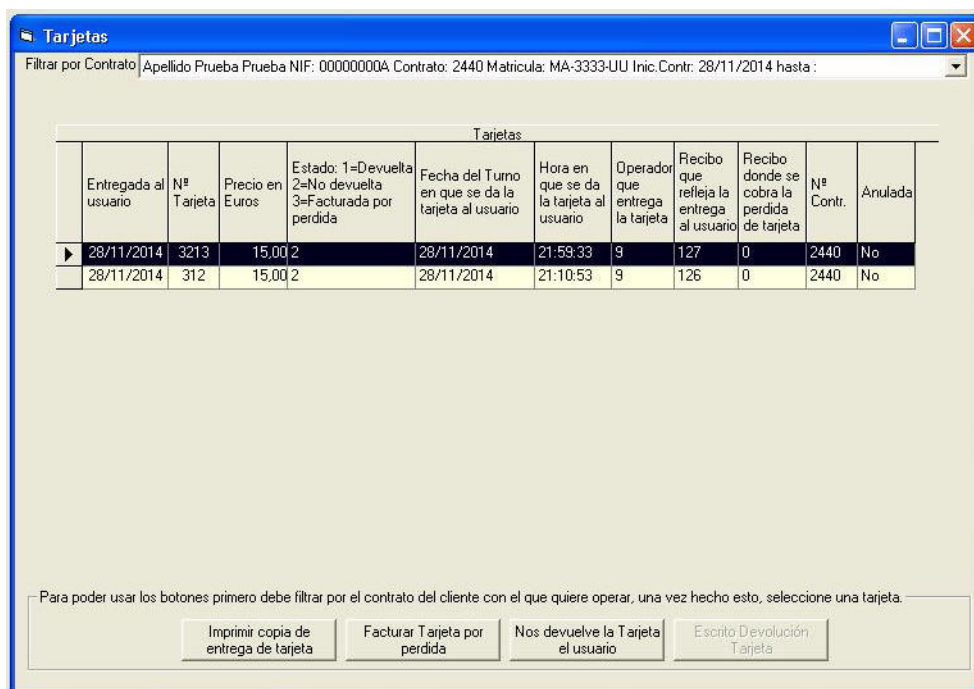 Tarjetas
Filtrar por Contrato Apellido Prueba Prueba NIF: 00000000A Contrato: 2440 Matricula: MA-3333-UU Inic.Contr: 28/11/2014 hasta :
Tarjetas
Entregada al usuario Nº Tarjeta Precio en Euros Estado: 1=Devuelta 2=No devuelta 3=Facturada por perdida Fecha del Turno en que se da la tarjeta al usuario Hora en que se da la tarjeta al usuario Operador que entrega la tarjeta Recibo que refleja la entrega al usuario Recibo donde se cobra la perdida de tarjeta Nº Contr. Anulada
28/11/2014 3213 15,00 2 28/11/2014 21:59:33 9 127 0 2440 No
28/11/2014 312 15,00 2 28/11/2014 21:10:53 9 126 0 2440 No
Para poder usar los botones primero debe filtrar por el contrato del cliente con el que quiere operar, una vez hecho esto, seleccione una tarjeta.
Imprimir copia de entrega de tarjeta
Facturar Tarjeta por perdida
Nos devuelve la Tarjeta el usuario
Escrito Devolución Tarjeta